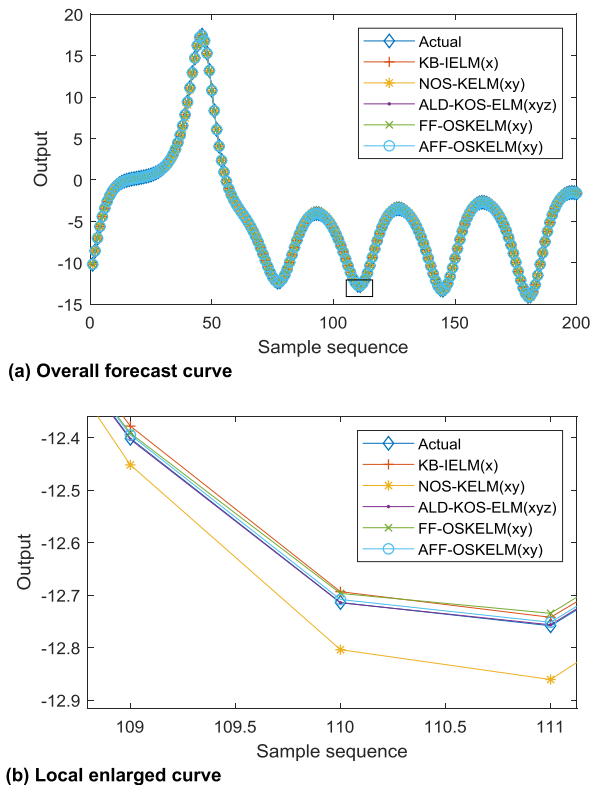 20
15
10
5
0
-5
-10
-15
Output
0
50
100
150
200
Sample sequence
Actual
KB-IELM(x)
NOS-KELM(xy)
ALD-KOS-ELM(xyz)
FF-OSKELM(xy)
AFF-OSKELM(xy)
(a) Overall forecast curve
-12.4
-12.5
-12.6
-12.7
-12.8
-12.9
Output
109
109.5
110
110.5
111
Sample sequence
Actual
KB-IELM(x)
NOS-KELM(xy)
ALD-KOS-ELM(xyz)
FF-OSKELM(xy)
AFF-OSKELM(xy)
(b) Local enlarged curve